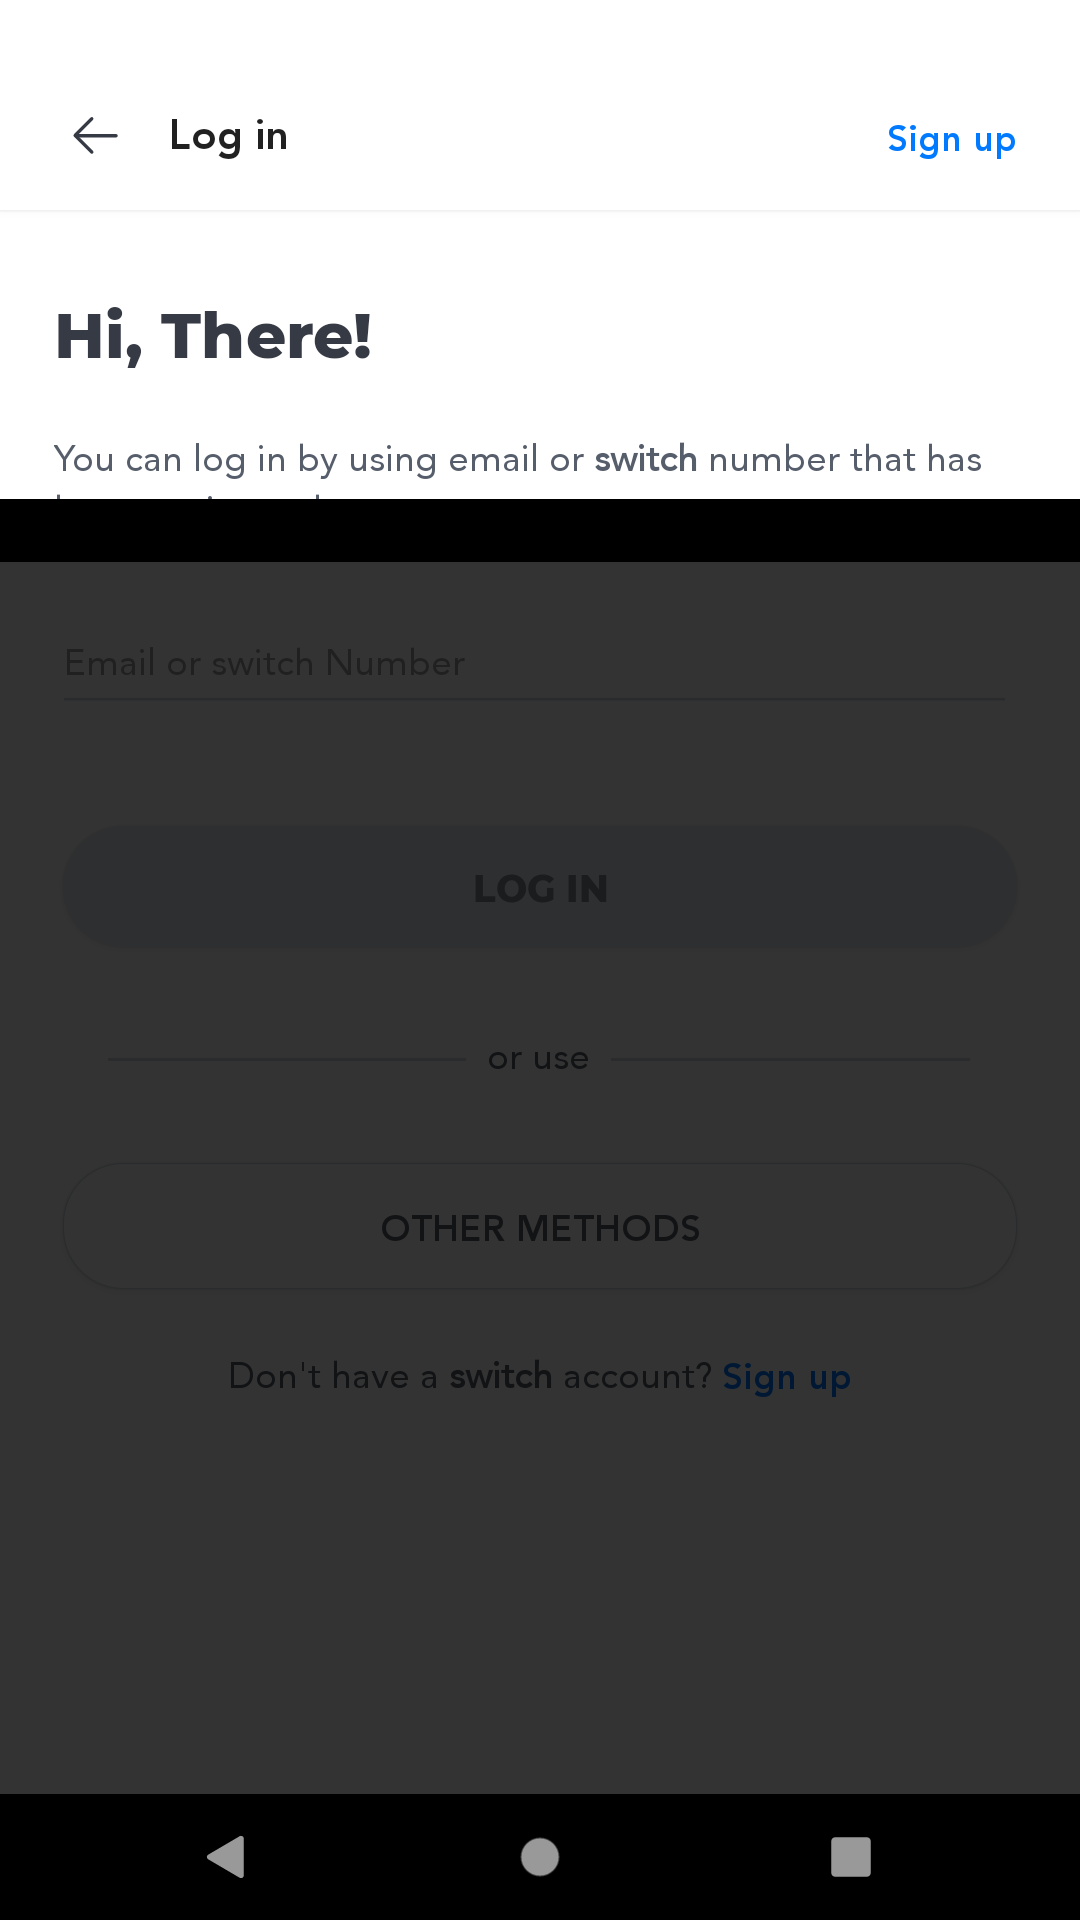 Log in
Sign up
Hi, There!
You can log in by using email or switch number that has
Email or switch Number
LOG IN
or use
OTHER METHODS
Don't have a switch account? Sign up